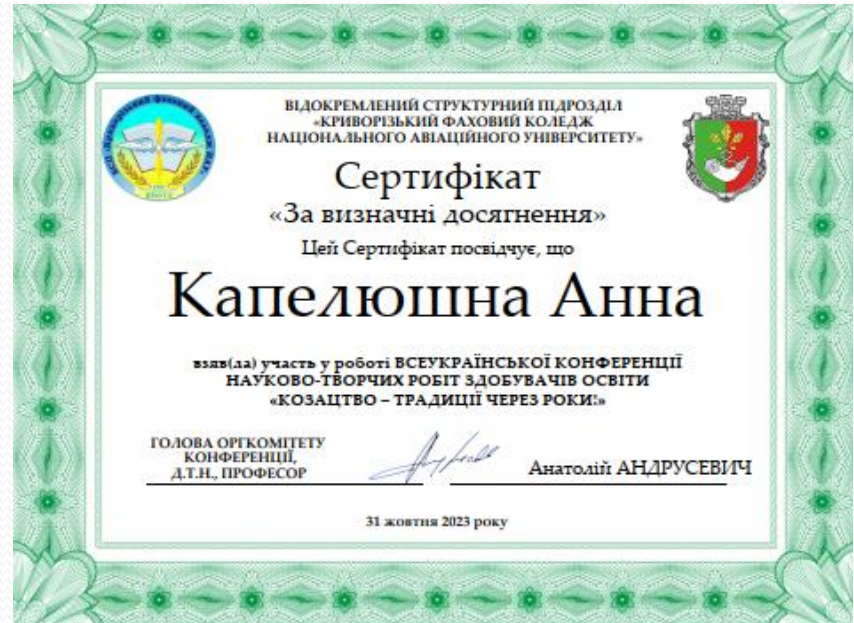 ВІДОКРЕМЛЕНИЙ СТРУКТУРНИЙ ПІДРОЗДІЛ
«КРИВОРІЗЬКИЙ ФАХОВИЙ КОЛЕДЖ
НАЦІОНАЛЬНОГО АВІАЦІЙНОГО УНІВЕРСИТЕТУ»
Сертифікат
«За визначні досягнення»
Цей Сертифікат посвідчує, що
Капелюшна Анна
взяв(ла) участь у роботі ВСЕУКРАЇНСЬКОЇ КОНФЕРЕНЦІЇ
НАУКОВО-ТВОРЧИХ РОБІТ ЗДОБУВАЧІВ ОСВІТИ
«КОЗАЦТВО – ТРАДИЦІЇ ЧЕРЕЗ РОКИ!»
ГОЛОВА ОРГКОМІТЕТУ
КОНФЕРЕНЦІЇ,
Д.Т.Н., ПРОФЕСОР
Анатолій АНДРУСЕВИЧ
31 жовтня 2023 року